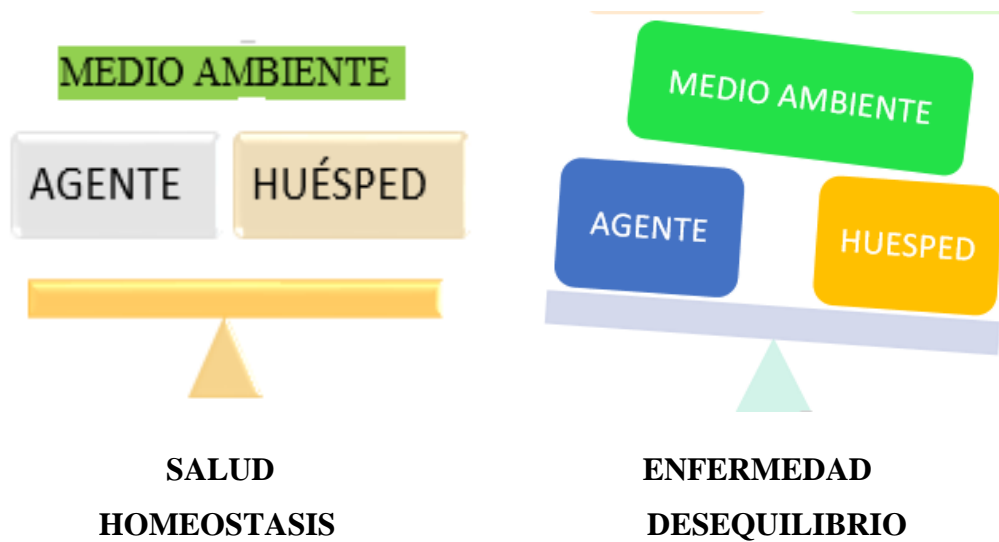 MEDIO AMBIENTE
AGENTE
HUÉSPED
SALUD
HOMEOSTASIS
MEDIO AMBIENTE
AGENTE
HUESPED
ENFERMEDAD
DESEQUILIBRIO